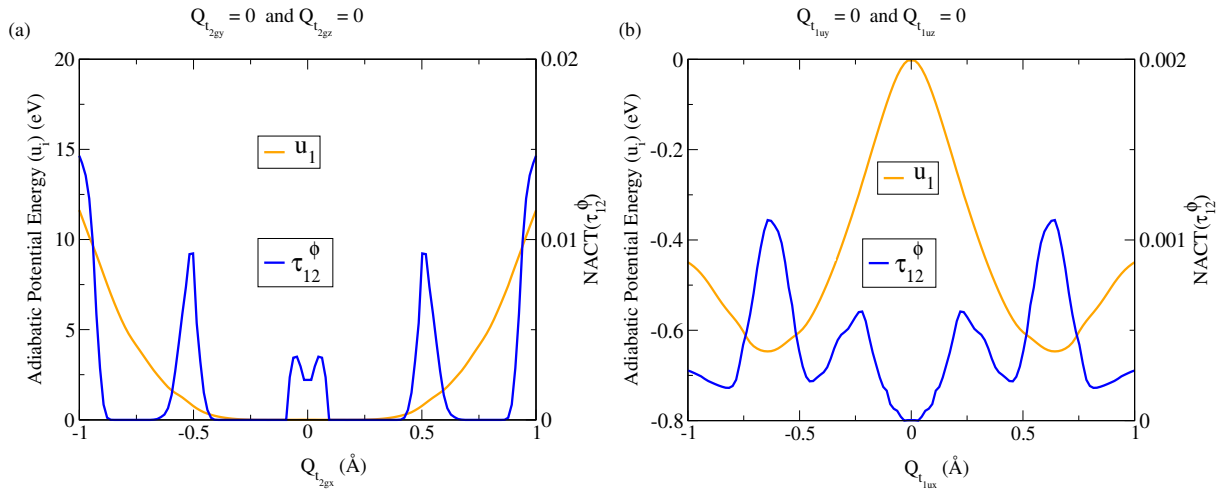 Q_{t_{2gy}} = 0 and Q_{t_{2gz}} = 0
(a)
20
0.02
15
10
0.01
5
0
0
Adiabatic Potential Energy (u_i) (eV)
NACT(τ_{12}^ϕ)
u_1
τ_{12}^ϕ
-1
-0.5
0
0.5
1
Q_{t_{2gx}} (Å)
Q_{t_{1uy}} = 0 and Q_{t_{1uz}} = 0
(b)
0
0.002
-0.2
-0.4
0.001
-0.6
-0.8
0
Adiabatic Potential Energy (u_i) (eV)
NACT(τ_{12}^ϕ)
u_1
τ_{12}^ϕ
-1
-0.5
0
0.5
1
Q_{t_{1ux}} (Å)